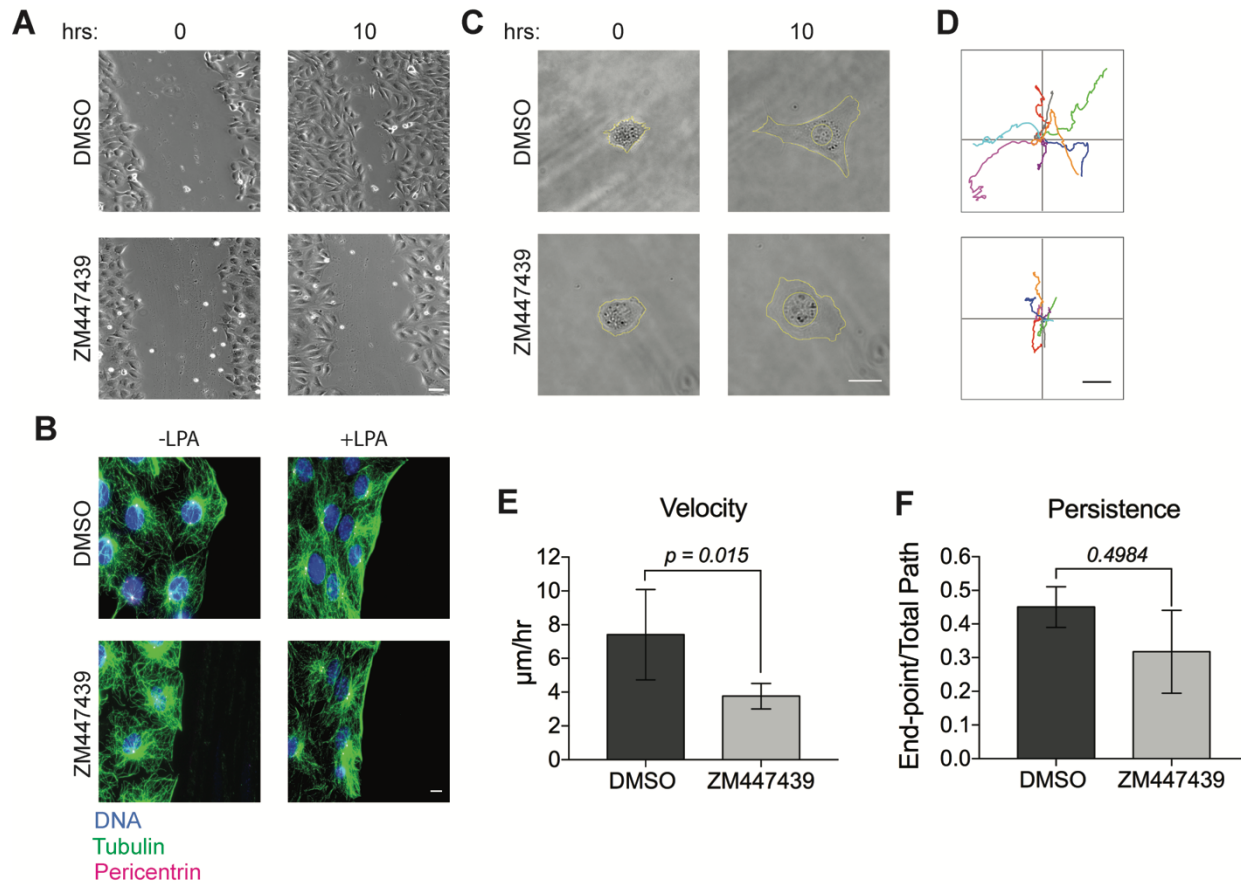 A
hrs:
0
10
DMSO
ZM447439
B
-LPA
+LPA
DMSO
ZM447439
DNA
Tubulin
Pericentrin
C
hrs:
0
10
DMSO
ZM447439
D
E
Velocity
p = 0.015
µm/hr
12
10
8
6
4
2
0
DMSO
ZM447439
F
Persistence
0.4984
End-point/Total Path
0.6
0.5
0.4
0.3
0.2
0.1
0.0
DMSO
ZM447439